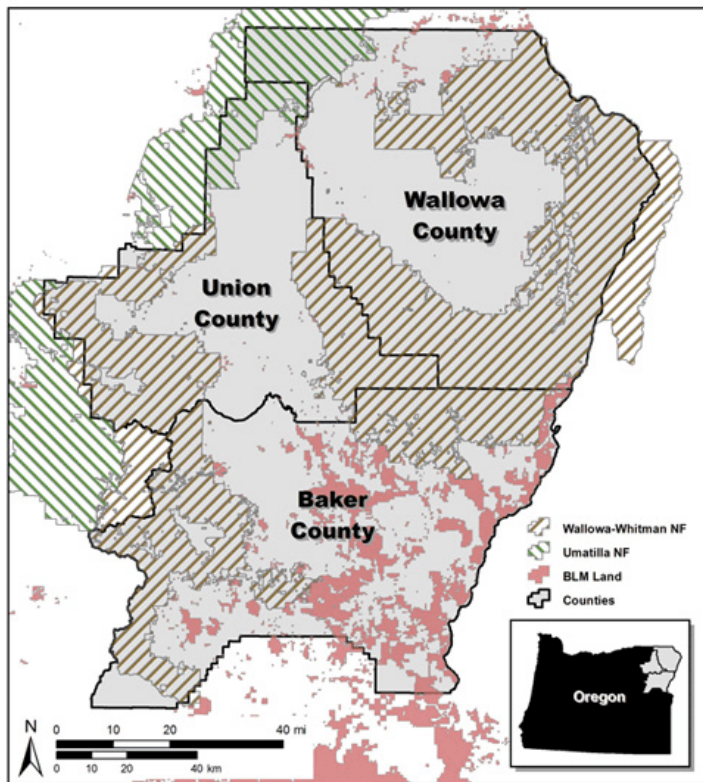 Wallowa
County
Union
County
Baker
County
Wallowa-Whitman NF
Umatilla NF
BLM Land
Counties
Oregon
N
0 10 20 40 mi
0 10 20 40 km